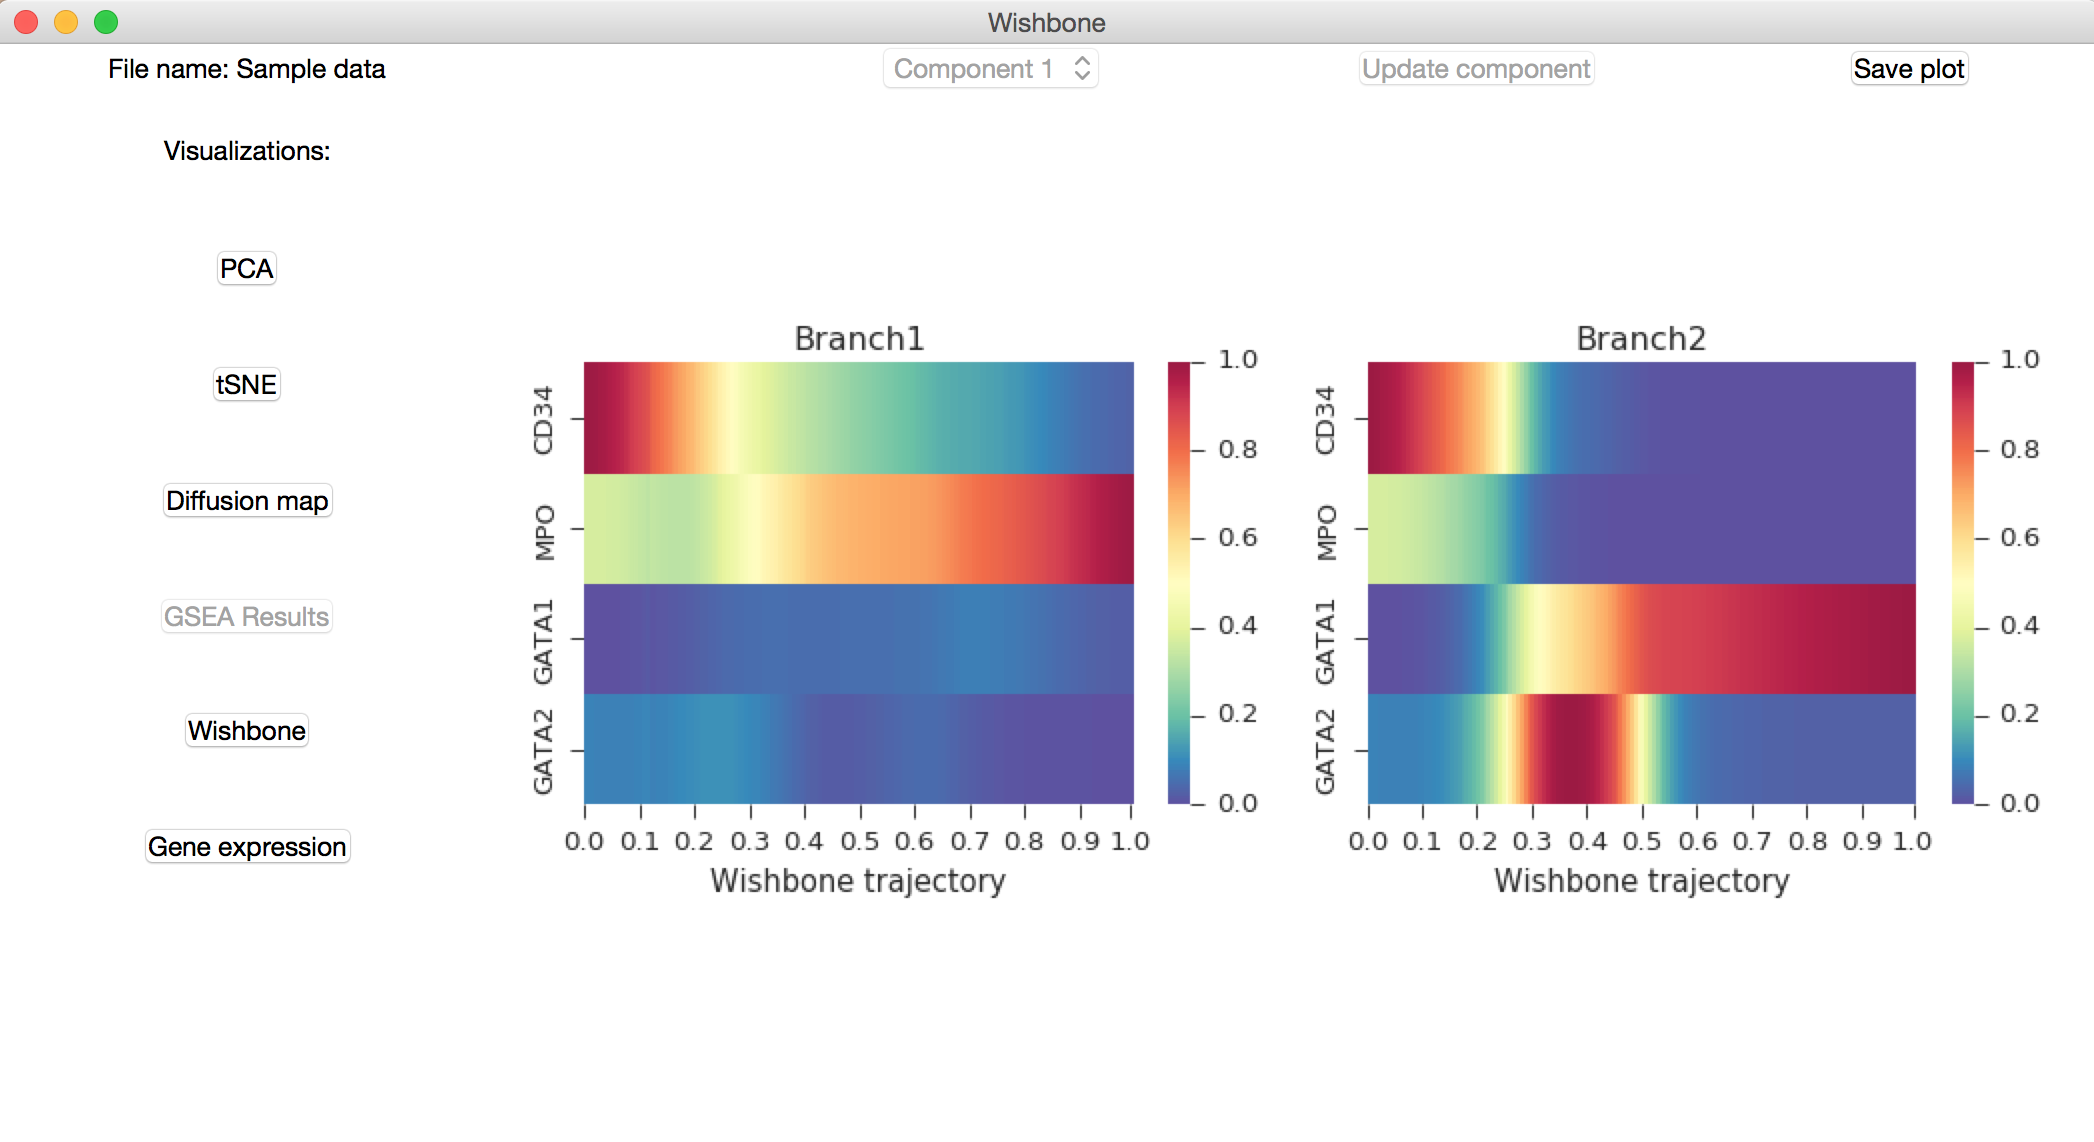 Wishbone
File name: Sample data
Component 1
Update component
Save plot
Visualizations:
PCA
tSNE
Diffusion map
GSEA Results
Wishbone
Gene expression
Branch1
CD34
MPO
GATA1
GATA2
0.0 0.1 0.2 0.3 0.4 0.5 0.6 0.7 0.8 0.9 1.0
Wishbone trajectory
1.0
0.8
0.6
0.4
0.2
0.0
Branch2
CD34
MPO
GATA1
GATA2
0.0 0.1 0.2 0.3 0.4 0.5 0.6 0.7 0.8 0.9 1.0
Wishbone trajectory
1.0
0.8
0.6
0.4
0.2
0.0